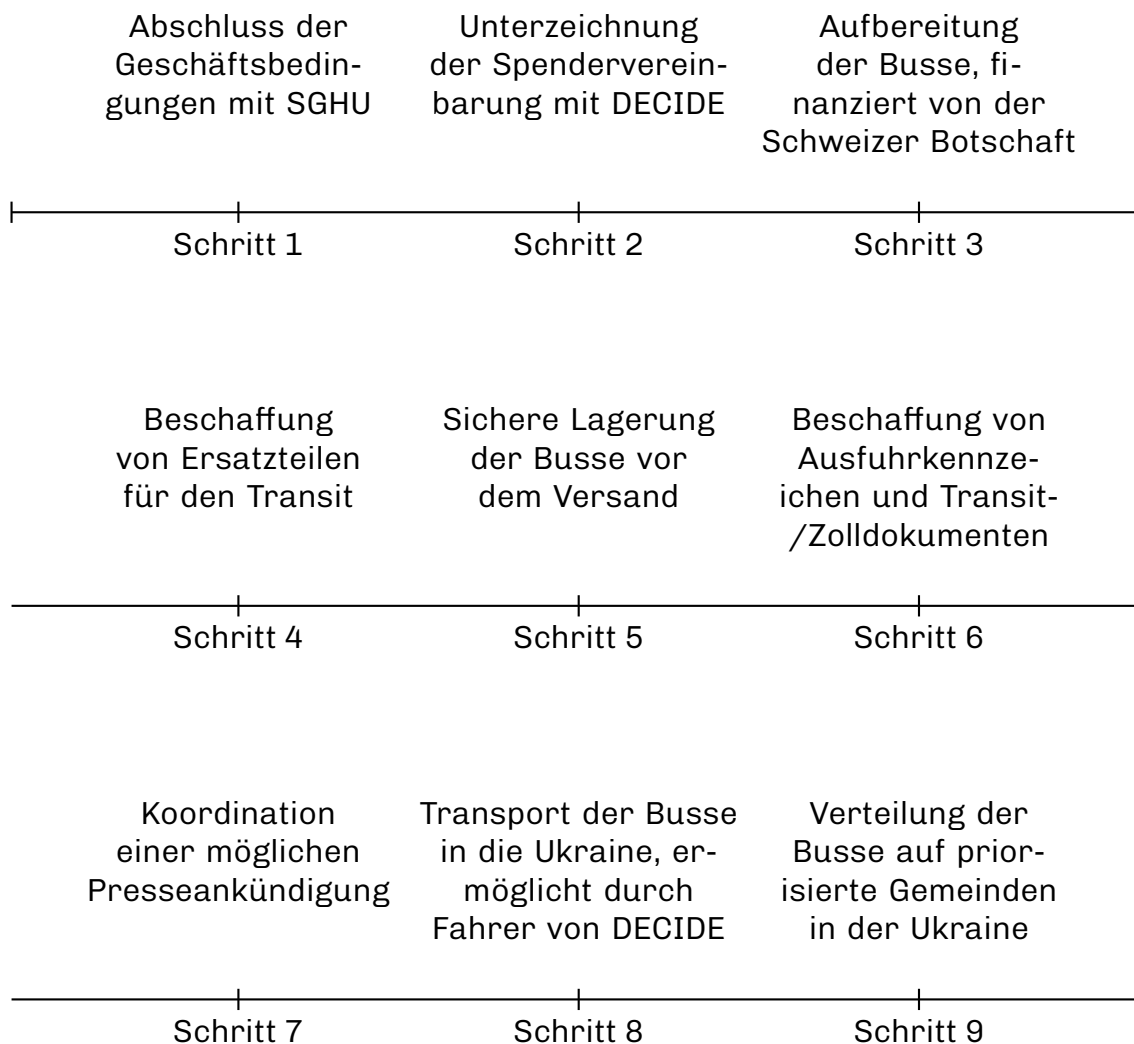 Abschluss der
Geschäftsbedin-
gungen mit SGHU
Unterzeichnung
der Spenderverein-
barung mit DECIDE
Aufbereitung
der Busse, fi-
nanziert von der
Schweizer Botschaft
Schritt 1
Schritt 2
Schritt 3
Beschaffung
von Ersatzteilen
für den Transit
Sichere Lagerung
der Busse vor
dem Versand
Beschaffung von
Ausfuhrkennze-
ichen und Transit-
/Zolldokumenten
Schritt 4
Schritt 5
Schritt 6
Koordination
einer möglichen
Presseankündigung
Transport der Busse
in die Ukraine, er-
möglicht durch
Fahrer von DECIDE
Verteilung der
Busse auf prior-
isierte Gemeinden
in der Ukraine
Schritt 7
Schritt 8
Schritt 9